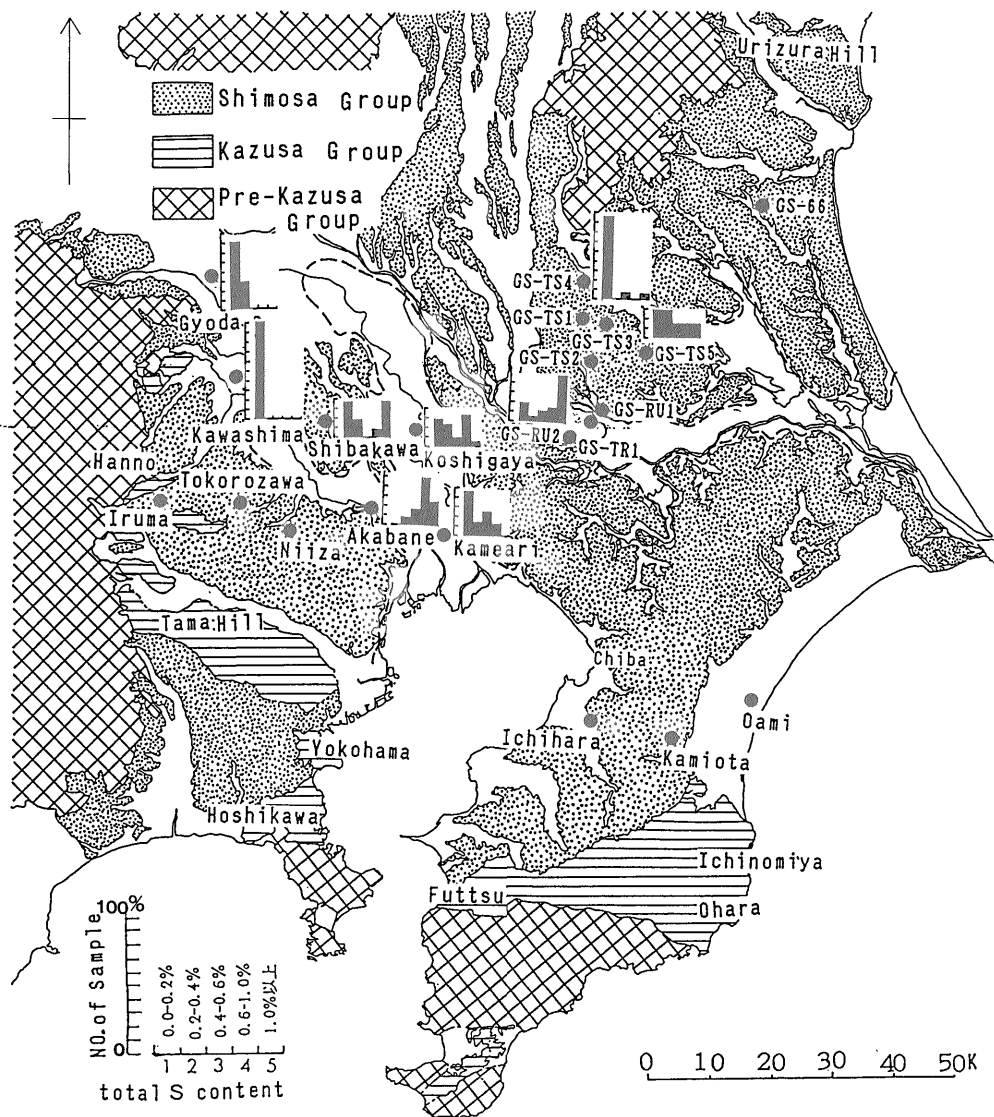 Urizura Hill
Shimosa Group
Kazusa Group
Pre-Kazusa
Group
GS-66
GS-TS4
Gyoda
GS-TS1
GS-TS3
GS-TS2
GS-TS5
GS-RU1
Kawashima
Shibakawa
Koshigaya
GS-RU2
GS-TR1
Hanno
Tokorozawa
Iruma
Niiza
Akabane
Kameari
Tama Hill
Chiba
Oami
Ichihara
Kamiota
Yokohama
Hoshikawa
Ichinomiya
Futtsu
Ohara
100%
NO. of Sample
0
0.0-0.2%
0.2-0.4%
0.4-0.6%
0.6-1.0%
1.0%以上
1 2 3 4 5
total S content
0 10 20 30 50K